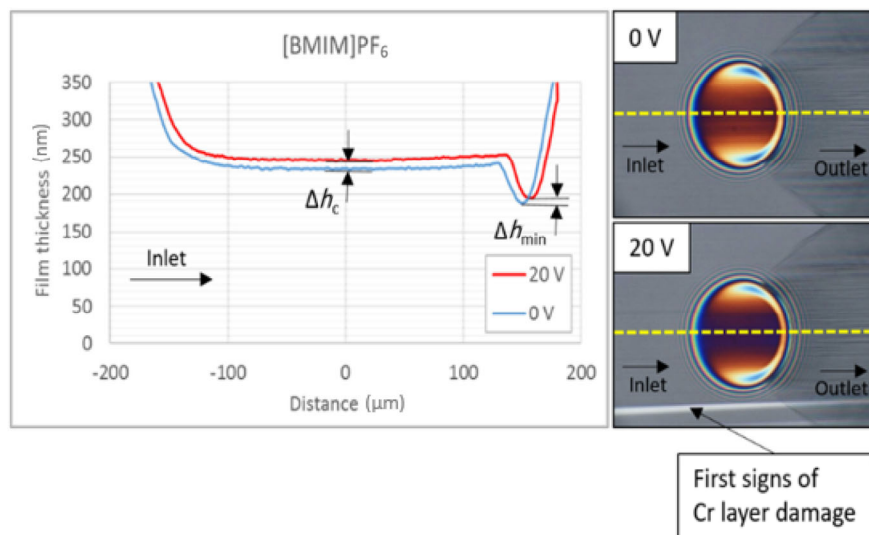 [BMIM]PF6
350
300
250
200
150
100
50
0
Film thickness (nm)
-200
-100
0
100
200
Distance (μm)
Δhc
Δhmin
Inlet
20 V
0 V
0 V
Inlet
Outlet
20 V
Inlet
Outlet
First signs of
Cr layer damage